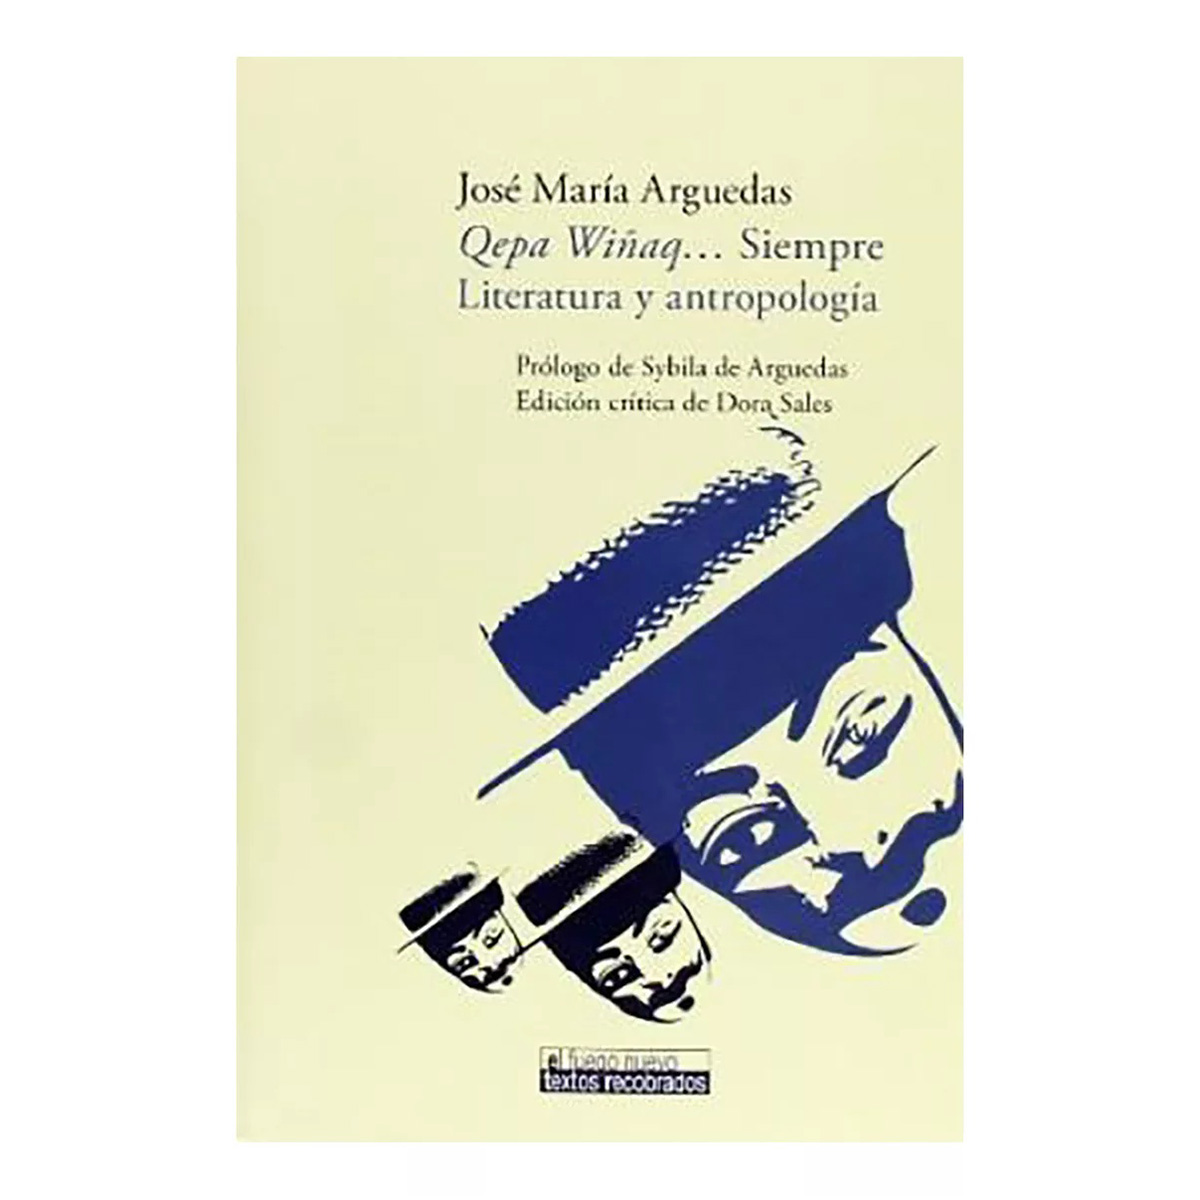 José María Arguedas
Qepa Wiñaq... Siempre
Literatura y antropología
Prólogo de Sybila de Arguedas
Edición crítica de Dora Sales
el fuego nuevo
textos recobrados